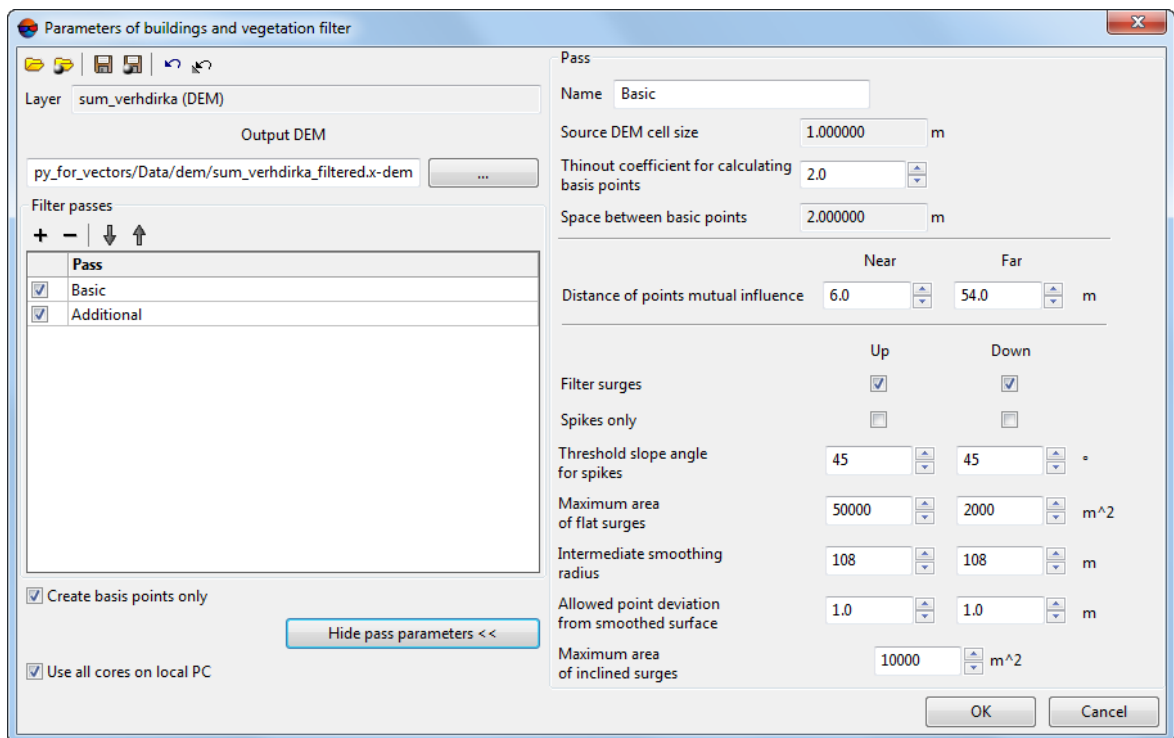 Parameters of buildings and vegetation filter
Layer sum_verhdirka (DEM)
Output DEM
py_for_vectors/Data/dem/sum_verhdirka_filtered.x-dem ...
Filter passes
Pass
Basic
Additional
Create basis points only
Hide pass parameters <<
Use all cores on local PC
Pass
Name Basic
Source DEM cell size 1.000000 m
Thinout coefficient for calculating
basis points 2.0
Space between basic points 2.000000 m
Near Far
Distance of points mutual influence 6.0 54.0 m
Up Down
Filter surges
Spikes only
Threshold slope angle
for spikes 45 45 °
Maximum area
of flat surges 50000 2000 m^2
Intermediate smoothing
radius 108 108 m
Allowed point deviation
from smoothed surface 1.0 1.0 m
Maximum area
of inclined surges 10000 m^2
OK Cancel